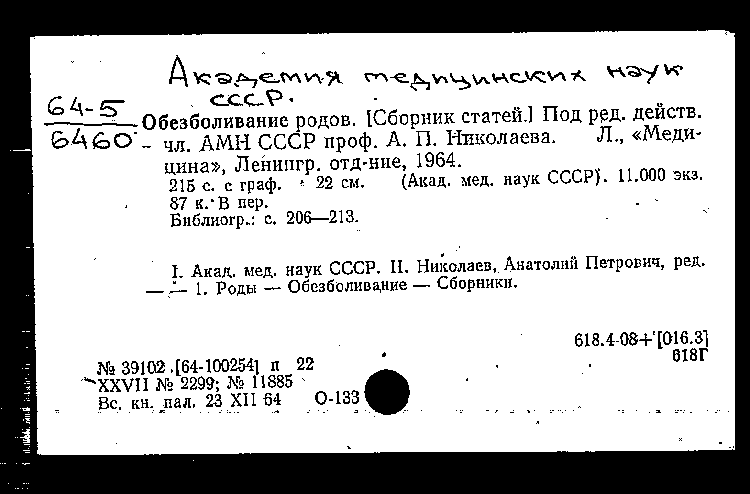 Академия медицинских наук
СССР.
64-5
6460
Обезболивание родов. [Сборник статей.] Под ред. действ.
чл. АМН СССР проф. А. П. Николаева. Л., «Меди-
цина», Ленингр. отд-ние, 1964.
215 с. с граф. 22 см. (Акад. мед. наук СССР). 11.000 экз.
87 к. В пер.
Библиогр.: с. 206—213.
I. Акад. мед. наук СССР. II. Николаев, Анатолий Петрович, ред.
— — 1. Роды — Обезболивание — Сборники.
618.4-08+[016.3]
618Г
№ 39102 [64-100254] п 22
XXVII № 2299; № 11885
Вс. кн. пал. 23 XII 64 О-133